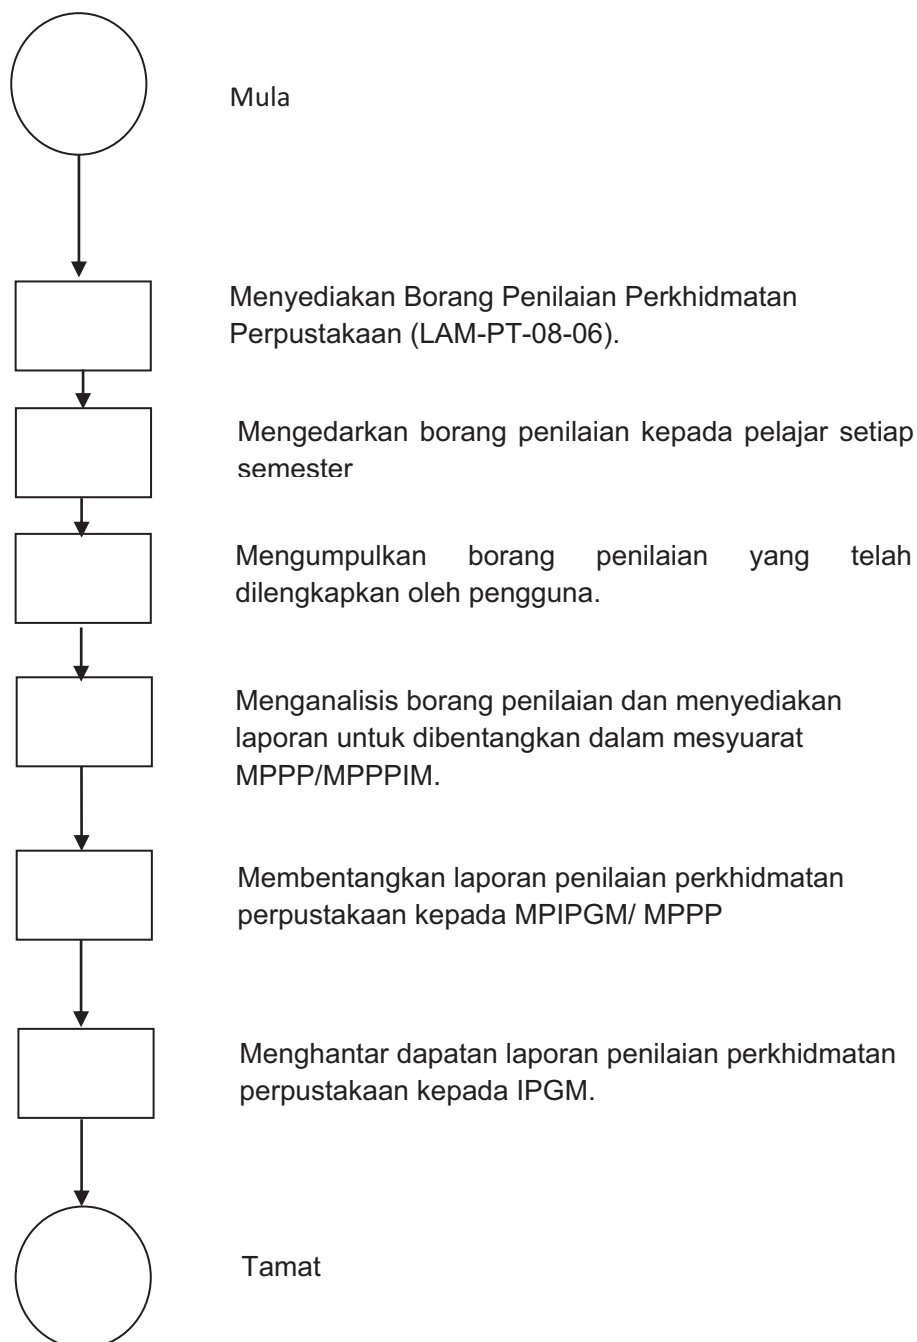 Mula
Menyediakan Borang Penilaian Perkhidmatan
Perpustakaan (LAM-PT-08-06).
Mengedarkan borang penilaian kepada pelajar setiap
semester
Mengumpulkan borang penilaian yang telah
dilengkapkan oleh pengguna.
Menganalisis borang penilaian dan menyediakan
laporan untuk dibentangkan dalam mesyuarat
MPPP/MPPPIM.
Membentangkan laporan penilaian perkhidmatan
perpustakaan kepada MPIPGM/ MPPP
Menghantar dapatan laporan penilaian perkhidmatan
perpustakaan kepada IPGM.
Tamat